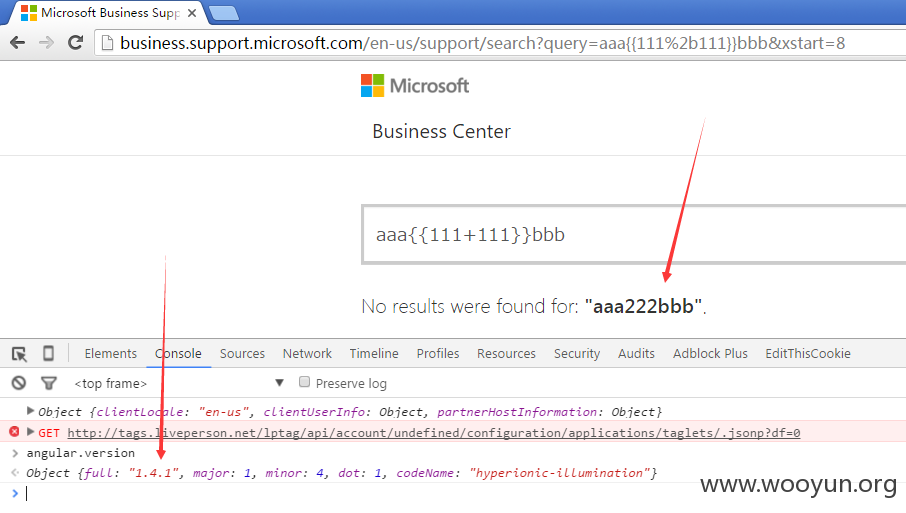 Microsoft Business Supp
business.support.microsoft.com/en-us/support/search?query=aaa{{111%2b111}}bbb&xstart=8
Microsoft
Business Center
aaa{{111+111}}bbb
No results were found for: "aaa222bbb".
Elements Console Sources Network Timeline Profiles Resources Security Audits Adblock Plus EditThisCookie
<top frame> Preserve log
Object {clientLocale: "en-us", clientUserInfo: Object, partnerHostInformation: Object}
GET http://tags.liveperson.net/lptag/api/account/undefined/configuration/applications/taglets/.jsonp?df=0
angular.version
Object {full: "1.4.1", major: 1, minor: 4, dot: 1, codeName: "hyperionic-illumination"}
www.wooyun.org